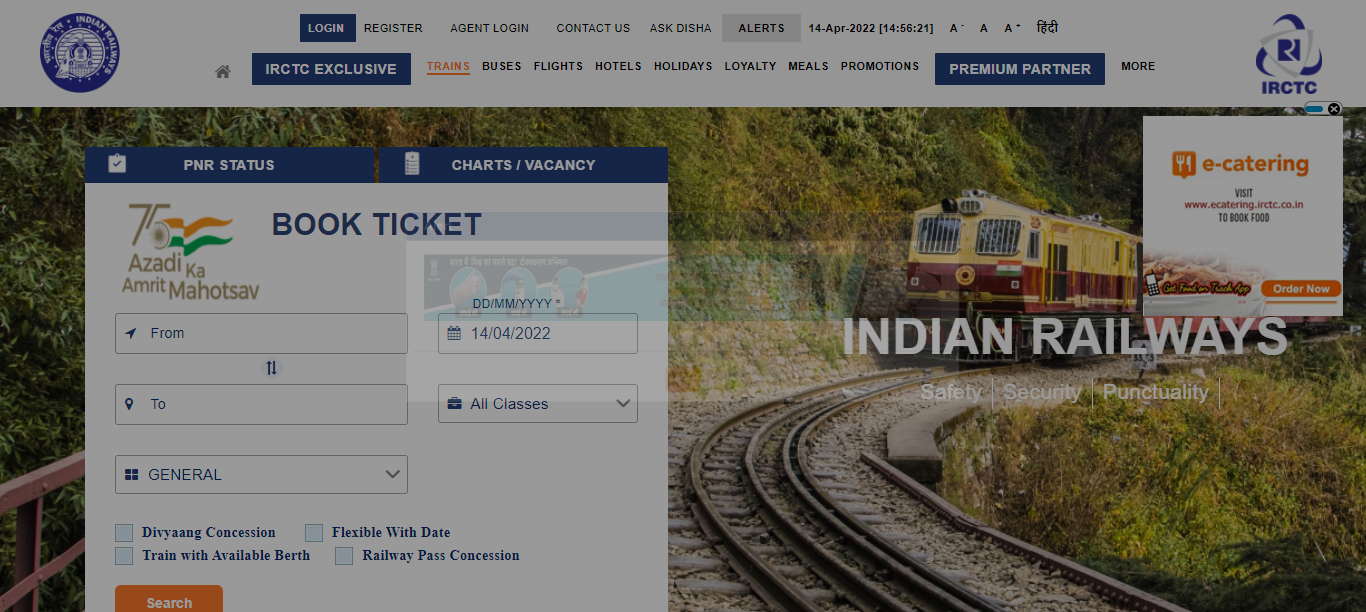 LOGIN REGISTER AGENT LOGIN CONTACT US ASK DISHA ALERTS 14-Apr-2022 [14:56:21] A - A A + हिंदी
INDIAN RAILWAYS
भारतीय रेल
IRCTC EXCLUSIVE TRAINS BUSES FLIGHTS HOTELS HOLIDAYS LOYALTY MEALS PROMOTIONS PREMIUM PARTNER MORE
IRCTC
PNR STATUS
CHARTS / VACANCY
e-catering
VISIT
www.ecatering.irctc.co.in
TO BOOK FOOD
Get Food on Track App
Order Now
75
Azadi Ka
Amrit Mahotsav
BOOK TICKET
DD/MM/YYYY *
From
14/04/2022
To
All Classes
GENERAL
Divyaang Concession
Flexible With Date
Train with Available Berth
Railway Pass Concession
Search
INDIAN RAILWAYS
Safety | Security | Punctuality |